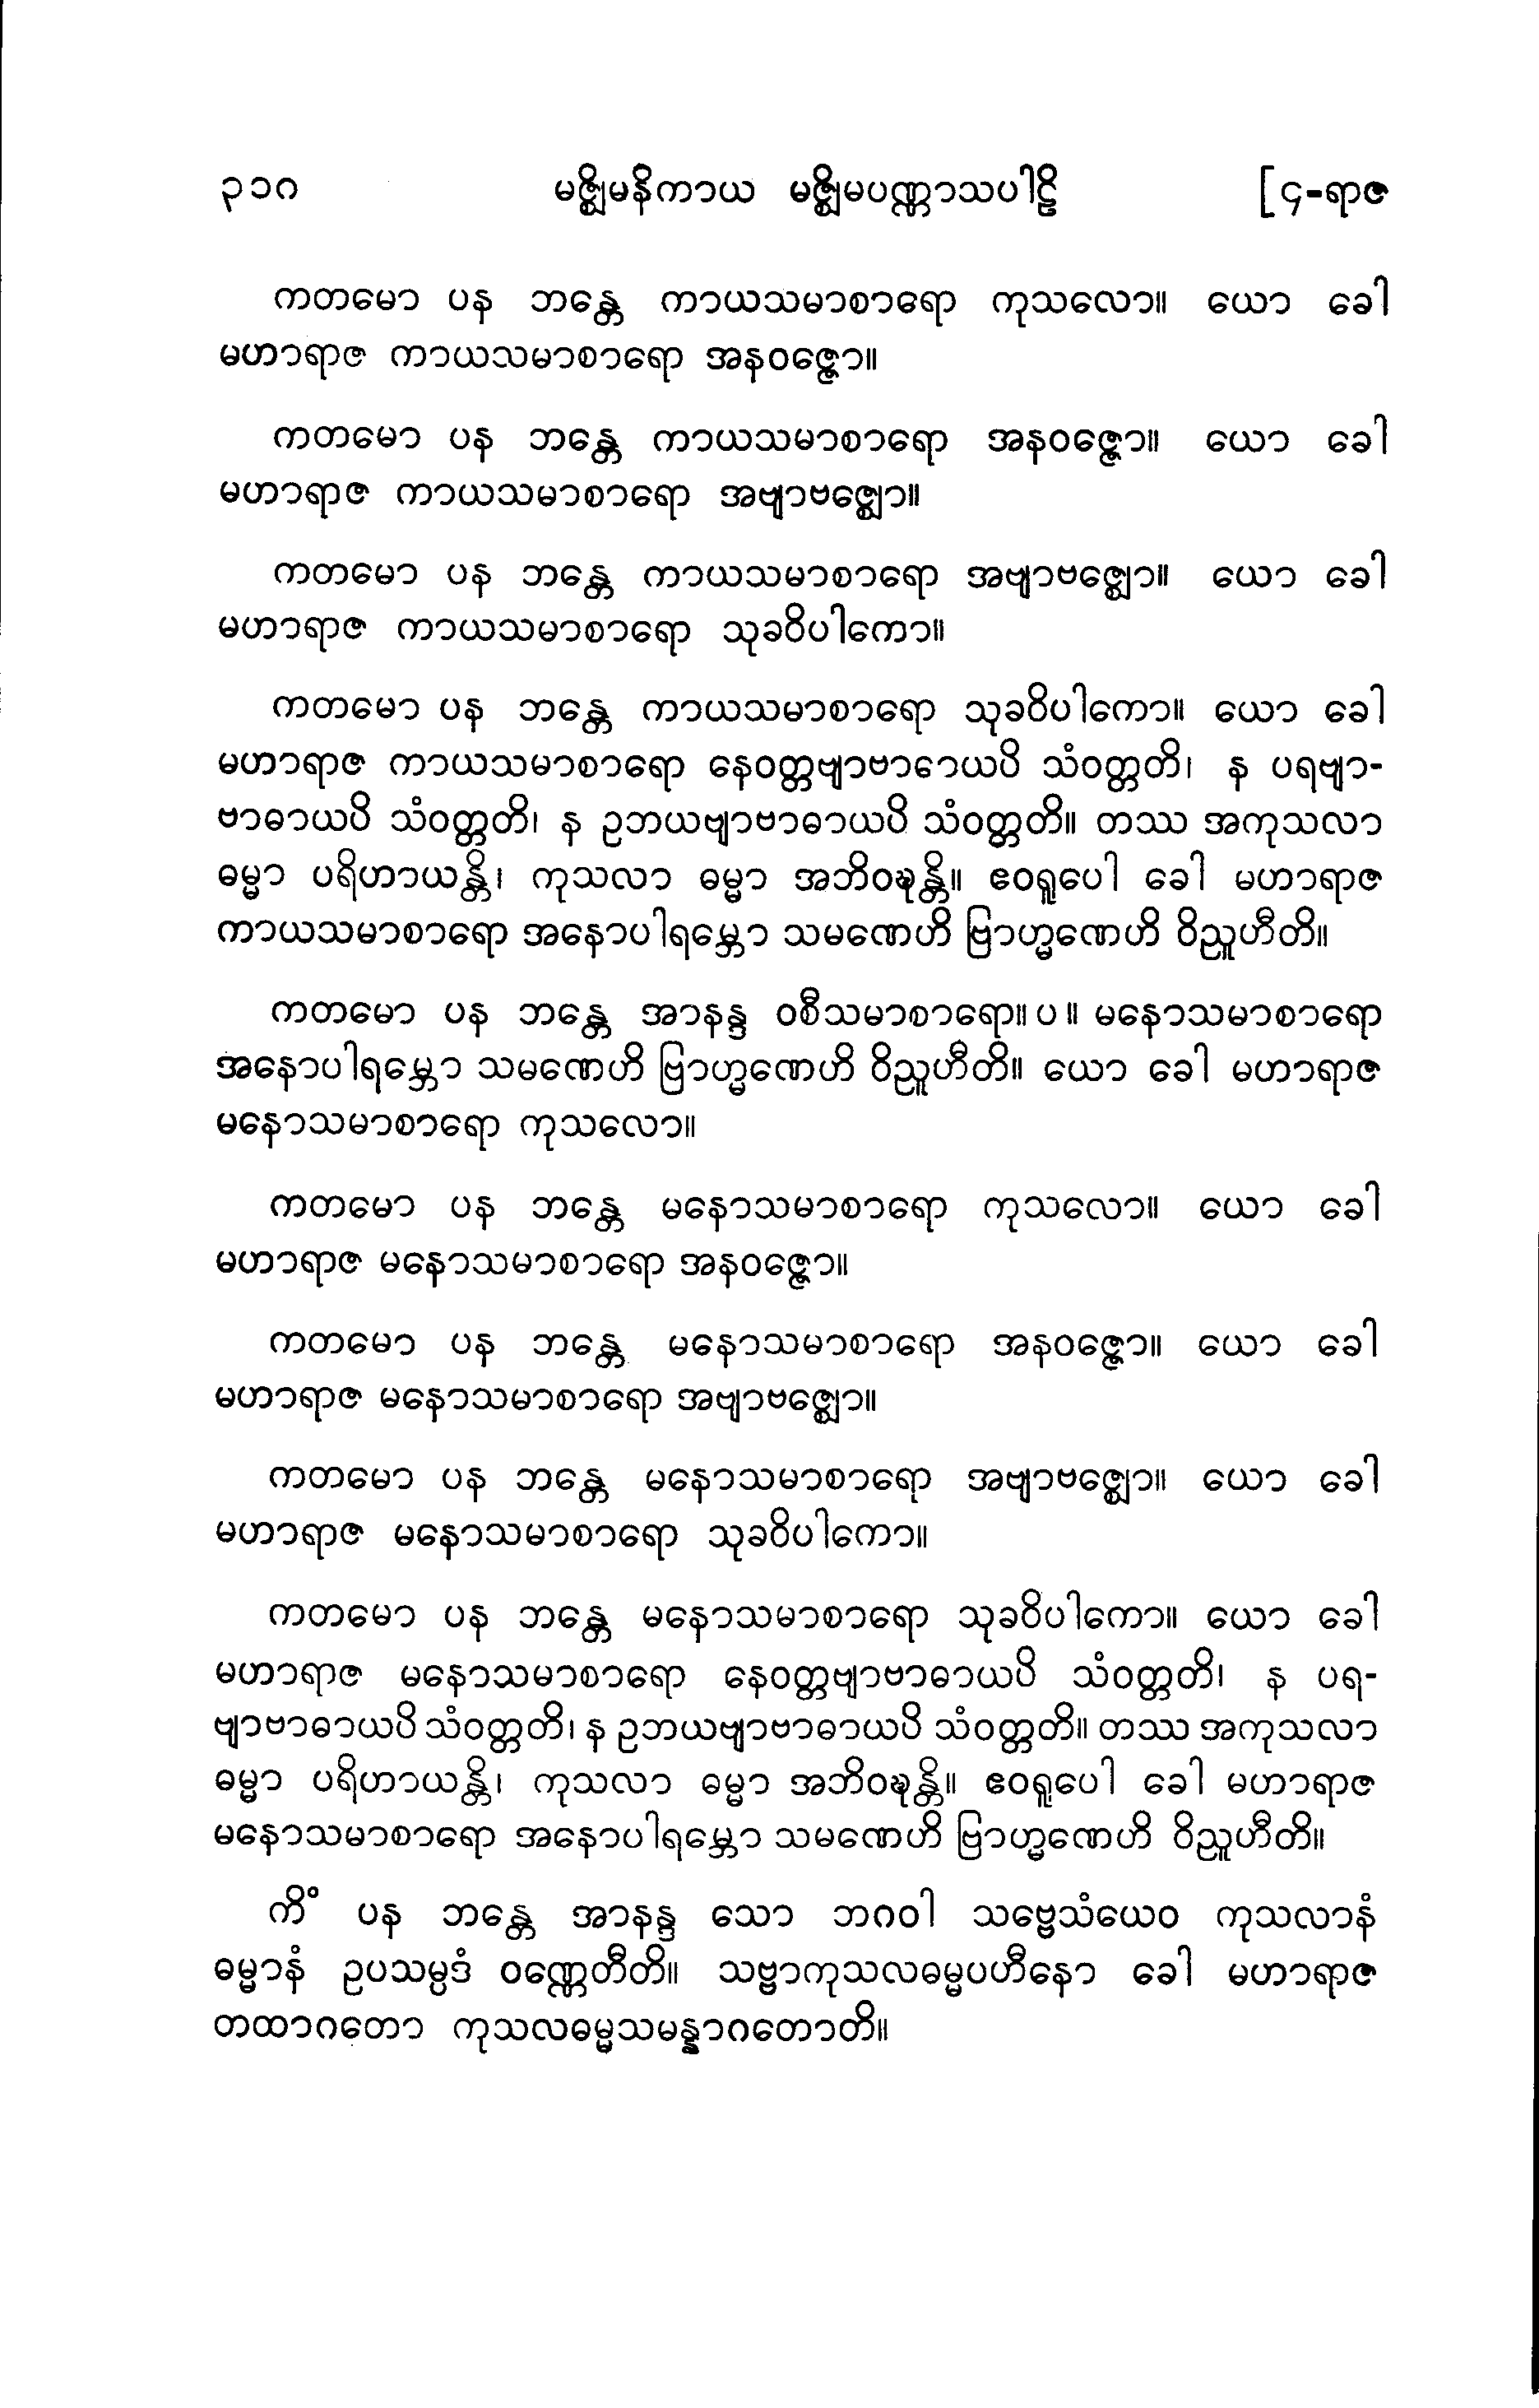 ၃၁၈ မဇ္ဈိမနိကာယ မဇ္ဈိမပဏ္ဏာသပါဠိ [၄-ရာဇ
ကတမော ပန ဘန္တေ ကာယသမာစာရော ကုသလော။ ယော ခေါ
မဟာရာဇ ကာယသမာစာရော အနဝဇ္ဇော။
ကတမော ပန ဘန္တေ ကာယသမာစာရော အနဝဇ္ဇော။ ယော ခေါ
မဟာရာဇ ကာယသမာစာရော အဗျာဗဇ္ဈော။
ကတမော ပန ဘန္တေ ကာယသမာစာရော အဗျာဗဇ္ဈော။ ယော ခေါ
မဟာရာဇ ကာယသမာစာရော သုခဝိပါကော။
ကတမော ပန ဘန္တေ ကာယသမာစာရော သုခဝိပါကော။ ယော ခေါ
မဟာရာဇ ကာယသမာစာရော နေဝတ္တဗျာဗာဓာယပိ သံဝတ္တတိ၊ န ပရဗျာ-
ဗာဓာယပိ သံဝတ္တတိ၊ န ဥဘယဗျာဗာဓာယပိ သံဝတ္တတိ။ တဿ အကုသလာ
ဓမ္မာ ပရိဟာယန္တိ၊ ကုသလာ ဓမ္မာ အဘိဝဍ္ဎန္တိ။ ဧဝရူပေါ ခေါ မဟာရာဇ
ကာယသမာစာရော အနောပါရမ္ဘော သမဏေဟိ ဗြာဟ္မဏေဟိ ဝိညူဟီတိ။
ကတမော ပန ဘန္တေ အာနန္ဒ ဝစီသမာစာရော။ ပ ။ မနောသမာစာရော
အနောပါရမ္ဘော သမဏေဟိ ဗြာဟ္မဏေဟိ ဝိညူဟီတိ။ ယော ခေါ မဟာရာဇ
မနောသမာစာရော ကုသလော။
ကတမော ပန ဘန္တေ မနောသမာစာရော ကုသလော။ ယော ခေါ
မဟာရာဇ မနောသမာစာရော အနဝဇ္ဇော။
ကတမော ပန ဘန္တေ မနောသမာစာရော အနဝဇ္ဇော။ ယော ခေါ
မဟာရာဇ မနောသမာစာရော အဗျာဗဇ္ဈော။
ကတမော ပန ဘန္တေ မနောသမာစာရော အဗျာဗဇ္ဈော။ ယော ခေါ
မဟာရာဇ မနောသမာစာရော သုခဝိပါကော။
ကတမော ပန ဘန္တေ မနောသမာစာရော သုခဝိပါကော။ ယော ခေါ
မဟာရာဇ မနောသမာစာရော နေဝတ္တဗျာဗာဓာယပိ သံဝတ္တတိ၊ န ပရ-
ဗျာဗာဓာယပိ သံဝတ္တတိ၊ န ဥဘယဗျာဗာဓာယပိ သံဝတ္တတိ။ တဿ အကုသလာ
ဓမ္မာ ပရိဟာယန္တိ၊ ကုသလာ ဓမ္မာ အဘိဝဍ္ဎန္တိ။ ဧဝရူပေါ ခေါ မဟာရာဇ
မနောသမာစာရော အနောပါရမ္ဘော သမဏေဟိ ဗြာဟ္မဏေဟိ ဝိညူဟီတိ။
ကိံ ပန ဘန္တေ အာနန္ဒ သော ဘဂဝါ သဗ္ဗေသံယေဝ ကုသလာနံ
ဓမ္မာနံ ဥပသမ္ပဒံ ဝဏ္ဏေတီတိ။ သဗ္ဗာကုသလဓမ္မပဟီနော ခေါ မဟာရာဇ
တထာဂတော ကုသလဓမ္မသမန္နာဂတောတိ။